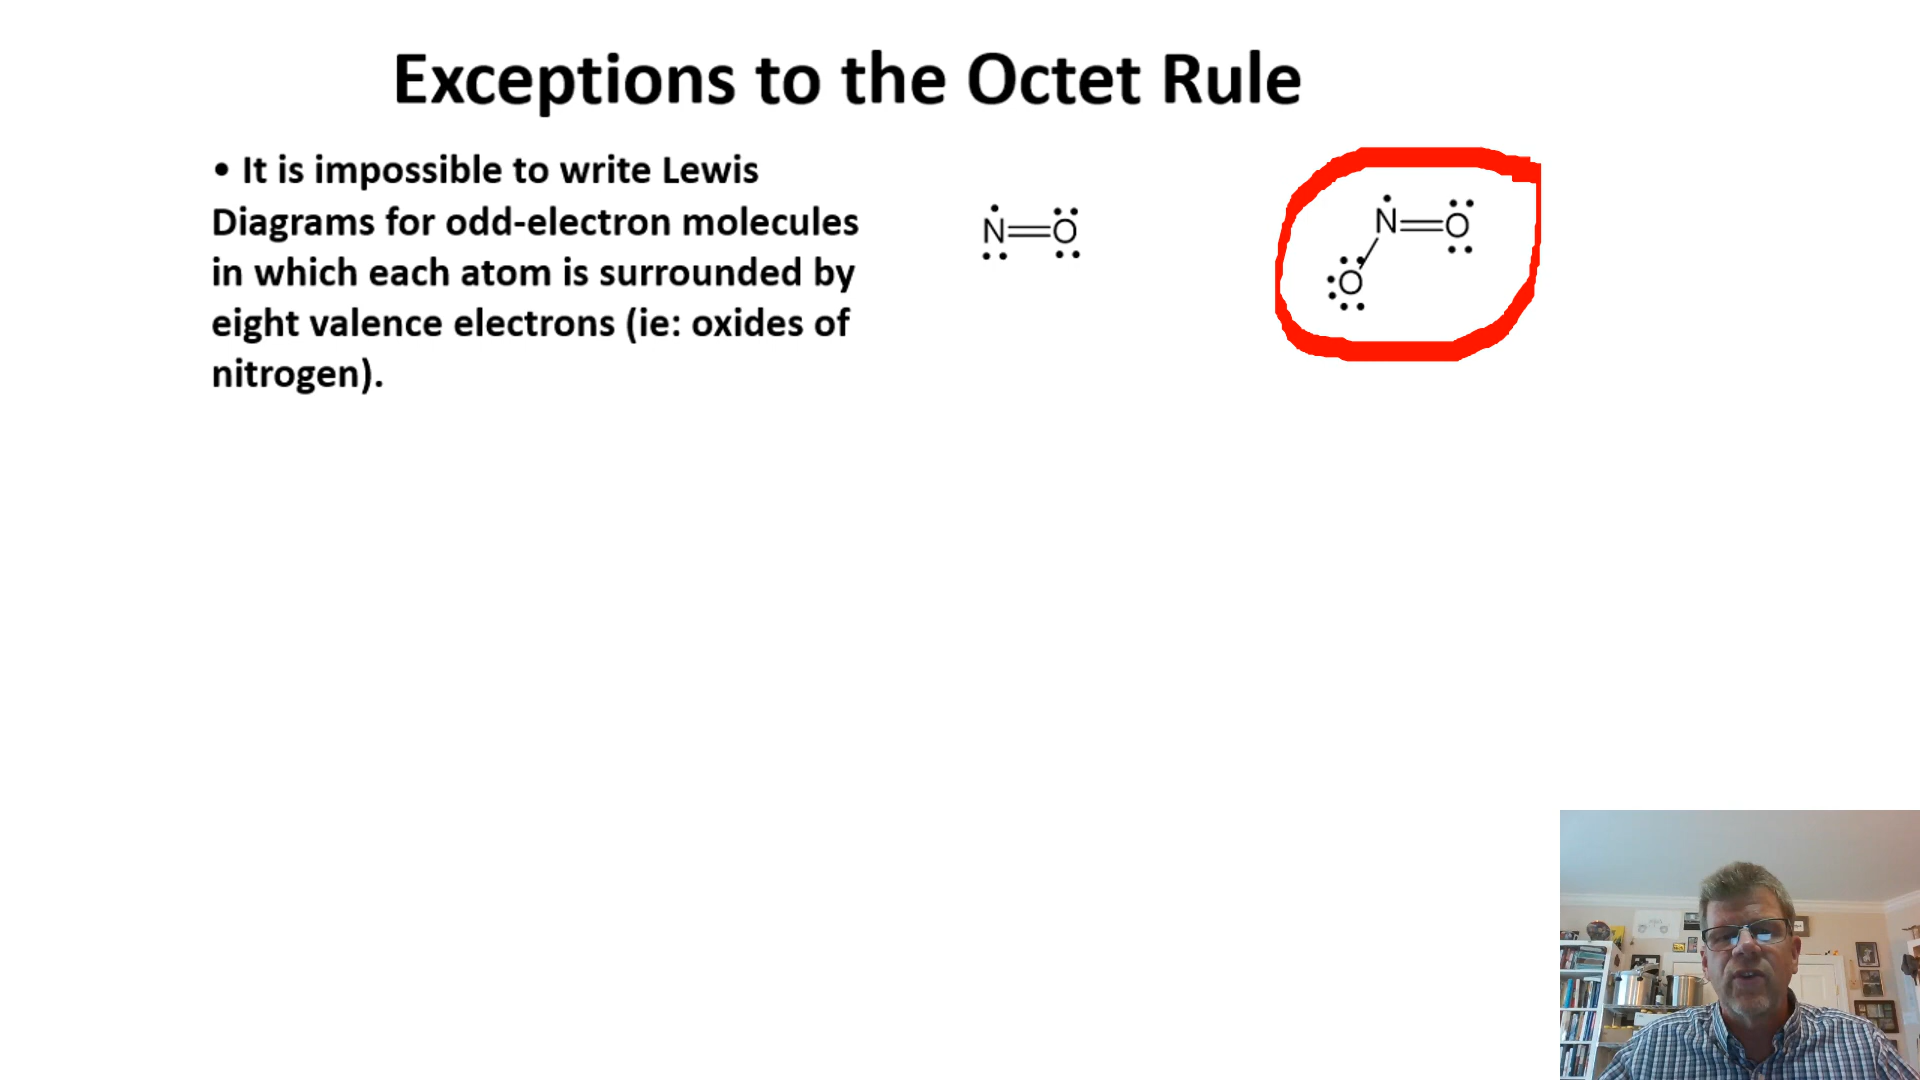 Exceptions to the Octet Rule
• It is impossible to write Lewis
Diagrams for odd-electron molecules
in which each atom is surrounded by
eight valence electrons (ie: oxides of
nitrogen).
N=O
N=O
O